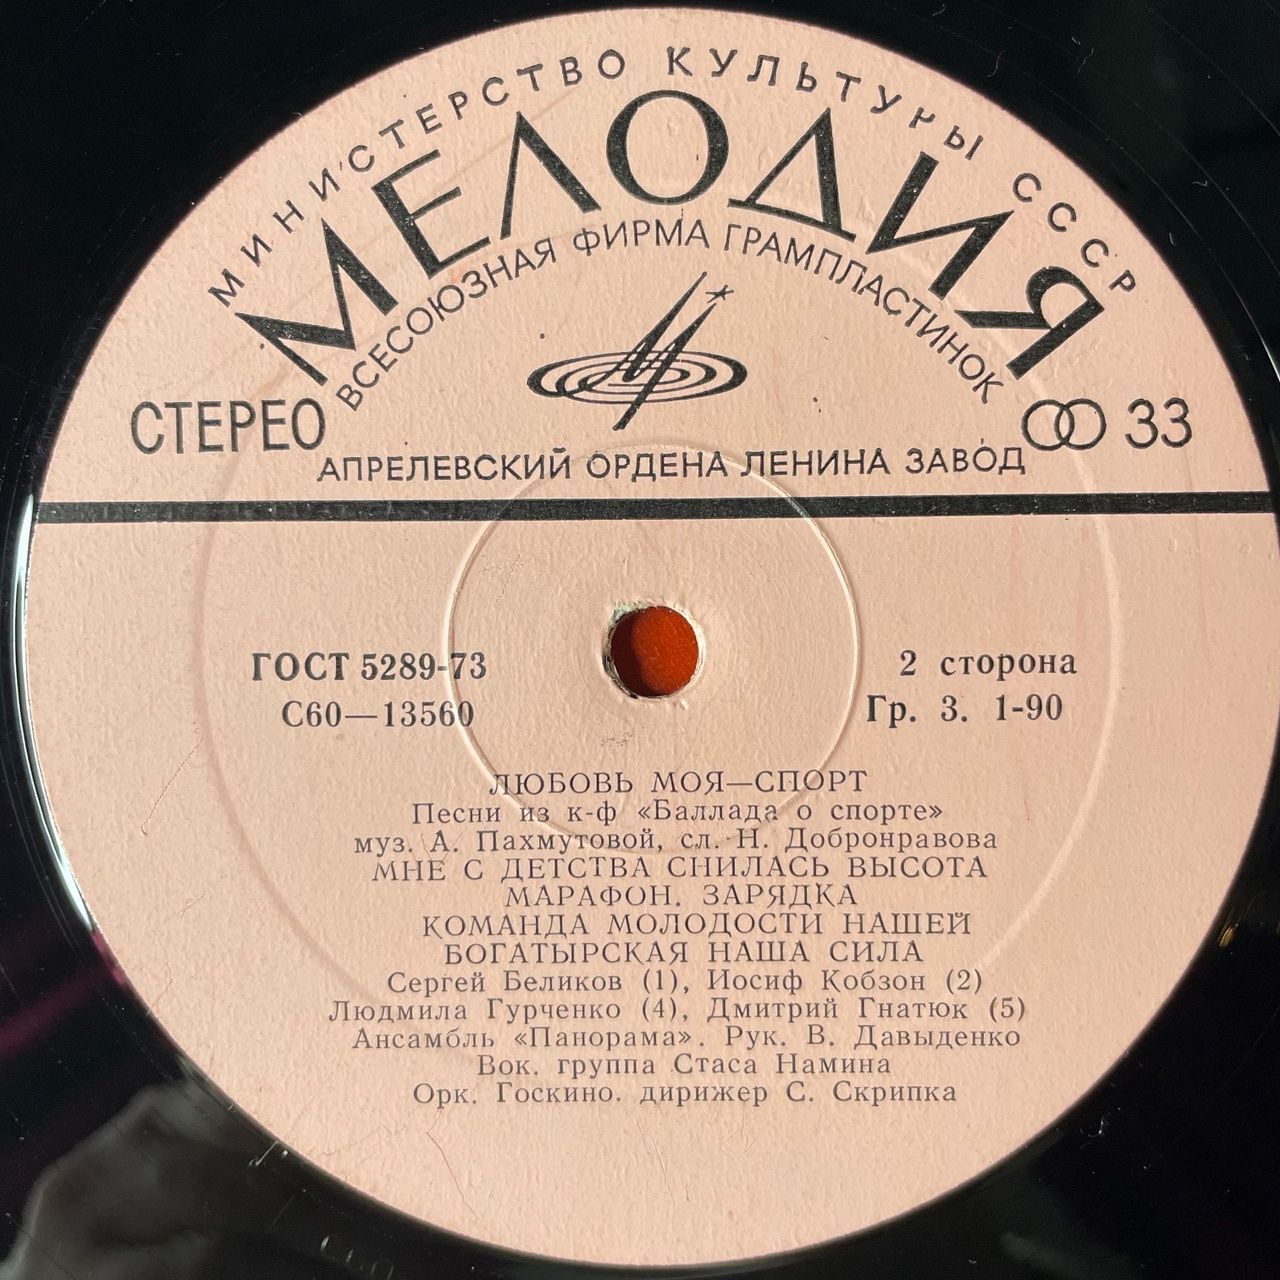 МИНИСТЕРСТВО КУЛЬТУРЫ СССР
МЕЛОДИЯ
ВСЕСОЮЗНАЯ ФИРМА ГРАМПЛАСТИНОК
СТЕРЕО
33
АПРЕЛЕВСКИЙ ОРДЕНА ЛЕНИНА ЗАВОД
ГОСТ 5289-73
2 сторона
С60—13560
Гр. 3. 1-90
ЛЮБОВЬ МОЯ—СПОРТ
Песни из к-ф «Баллада о спорте»
муз. А. Пахмутовой, сл. Н. Добронравова
МНЕ С ДЕТСТВА СНИЛАСЬ ВЫСОТА
МАРАФОН. ЗАРЯДКА
КОМАНДА МОЛОДОСТИ НАШЕЙ
БОГАТЫРСКАЯ НАША СИЛА
Сергей Беликов (1), Иосиф Кобзон (2)
Людмила Гурченко (4), Дмитрий Гнатюк (5)
Ансамбль «Панорама». Рук. В. Давыденко
Вок. группа Стаса Намина
Орк. Госкино. дирижер С. Скрипка